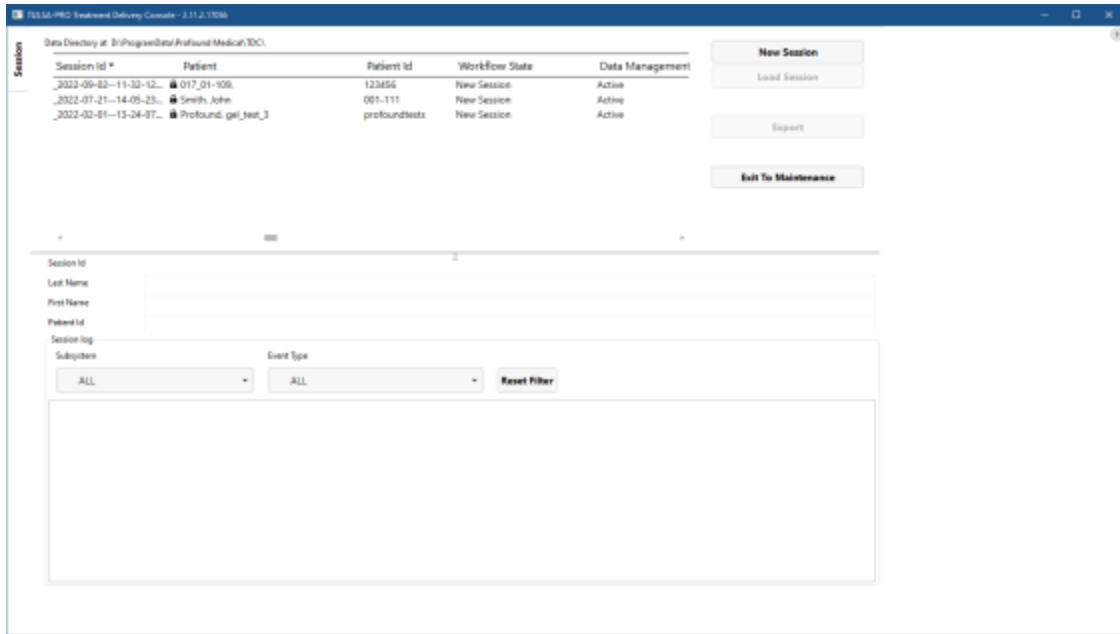 TULSA-PRO Treatment Delivery Console - 2.11.2.17036
Session
Data Directory at: D:\ProgramData\Profound Medical\TDC\
Session Id Patient Patient Id Workflow State Data Management
_2022-09-02--11-32-12... 017_01-109, 123456 New Session Active
_2022-07-21--14-05-23... Smith, John 001-111 New Session Active
_2022-02-01--13-24-07... Profound, gel_test_3 profoundtests New Session Active
New Session
Load Session
Export
Exit To Maintenance
Session Id
Last Name
First Name
Patient Id
Session log
Subsystem Event Type
ALL ALL Reset Filter